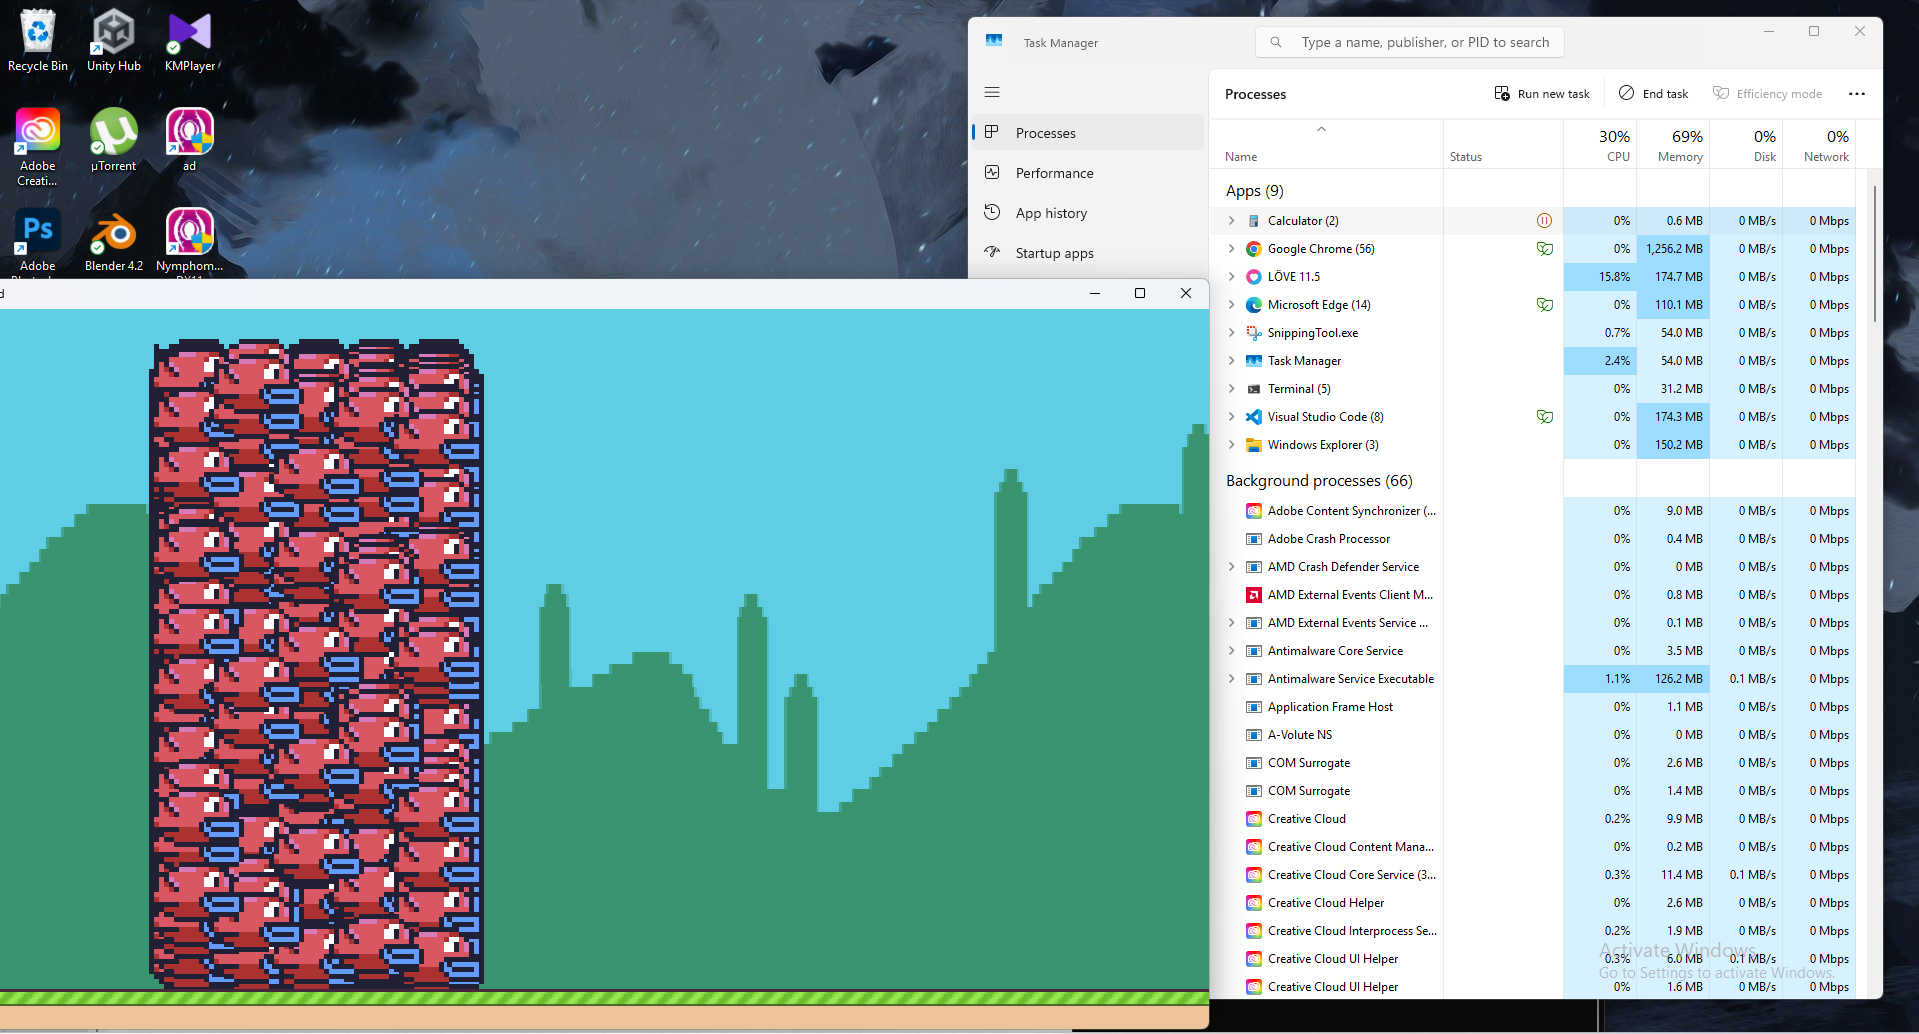 Recycle Bin
Unity Hub
KMPlayer
Adobe
Creati...
µTorrent
ad
Ps
Adobe
Blender 4.2
Nymphom...
d
Task Manager
Type a name, publisher, or PID to search
Processes
Run new task
End task
Efficiency mode
Processes
Performance
App history
Startup apps
30% 69% 0% 0%
Name Status CPU Memory Disk Network
Apps (9)
Calculator (2) 0% 0.6 MB 0 MB/s 0 Mbps
Google Chrome (56) 0% 1,256.2 MB 0 MB/s 0 Mbps
LÖVE 11.5 15.8% 174.7 MB 0 MB/s 0 Mbps
Microsoft Edge (14) 0% 110.1 MB 0 MB/s 0 Mbps
SnippingTool.exe 0.7% 54.0 MB 0 MB/s 0 Mbps
Task Manager 2.4% 54.0 MB 0 MB/s 0 Mbps
Terminal (5) 0% 31.2 MB 0 MB/s 0 Mbps
Visual Studio Code (8) 0% 174.3 MB 0 MB/s 0 Mbps
Windows Explorer (3) 0% 150.2 MB 0 MB/s 0 Mbps
Background processes (66)
Adobe Content Synchronizer (... 0% 9.0 MB 0 MB/s 0 Mbps
Adobe Crash Processor 0% 0.4 MB 0 MB/s 0 Mbps
AMD Crash Defender Service 0% 0 MB 0 MB/s 0 Mbps
AMD External Events Client M... 0% 0.8 MB 0 MB/s 0 Mbps
AMD External Events Service ... 0% 0.1 MB 0 MB/s 0 Mbps
Antimalware Core Service 0% 3.5 MB 0 MB/s 0 Mbps
Antimalware Service Executable 1.1% 126.2 MB 0.1 MB/s 0 Mbps
Application Frame Host 0% 1.1 MB 0 MB/s 0 Mbps
A-Volute NS 0% 0 MB 0 MB/s 0 Mbps
COM Surrogate 0% 2.6 MB 0 MB/s 0 Mbps
COM Surrogate 0% 1.4 MB 0 MB/s 0 Mbps
Creative Cloud 0.2% 9.9 MB 0 MB/s 0 Mbps
Creative Cloud Content Mana... 0% 0.2 MB 0 MB/s 0 Mbps
Creative Cloud Core Service (3... 0.3% 11.4 MB 0.1 MB/s 0 Mbps
Creative Cloud Helper 0% 2.6 MB 0 MB/s 0 Mbps
Creative Cloud Interprocess Se... 0.2% 1.9 MB 0 MB/s 0 Mbps
Activate Windows
Creative Cloud UI Helper 0.3% 6.0 MB 0.1 MB/s 0 Mbps
Go to Settings to activate Windows.
Creative Cloud UI Helper 0% 1.6 MB 0 MB/s 0 Mbps